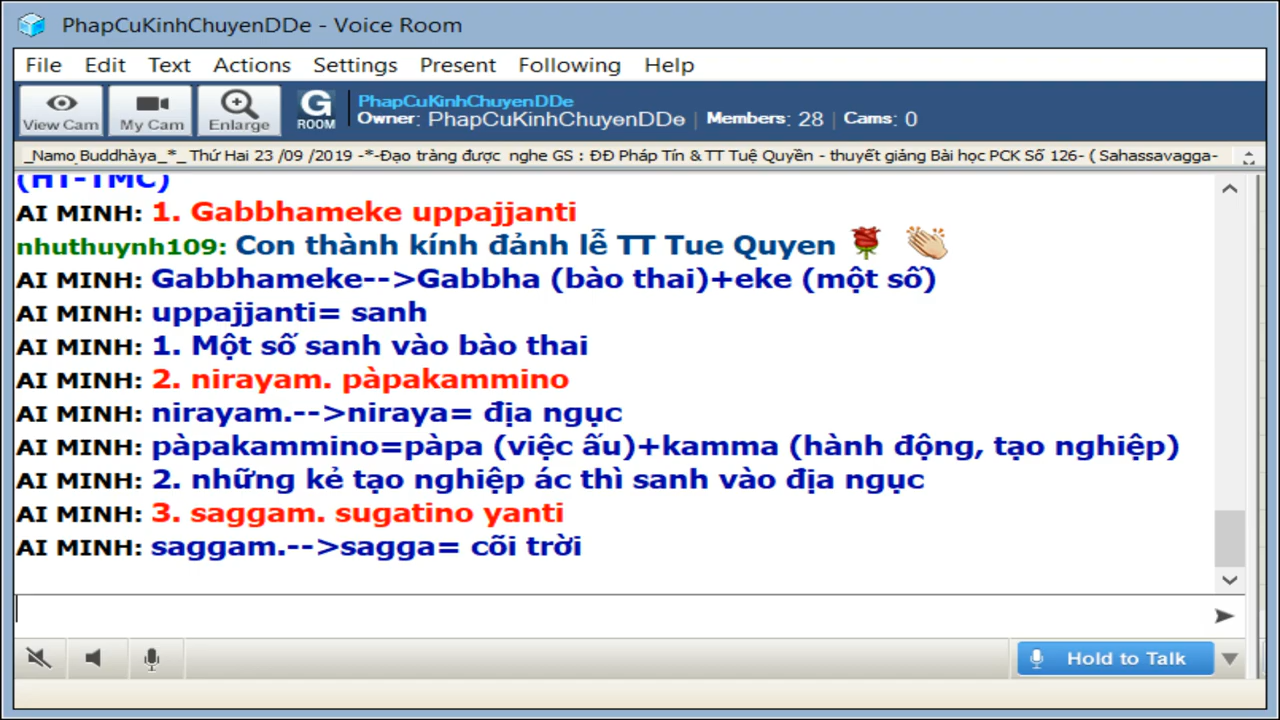 PhapCuKinhChuyenDDe - Voice Room
File Edit Text Actions Settings Present Following Help
View Cam My Cam Enlarge G ROOM
PhapCuKinhChuyenDDe
Owner: PhapCuKinhChuyenDDe | Members: 28 | Cams: 0
_Namo_Buddhàya_*_ Thứ Hai 23 /09 /2019 -*-Đạo tràng được nghe GS : ĐĐ Pháp Tín & TT Tuệ Quyền - thuyết giảng Bài học PCK Số 126- ( Sahassavagga-
(HT-TMC)
AI MINH: 1. Gabbhameke uppajjanti
nhuthuynh109: Con thành kính đảnh lễ TT Tue Quyen
AI MINH: Gabbhameke-->Gabbha (bào thai)+eke (một số)
AI MINH: uppajjanti= sanh
AI MINH: 1. Một số sanh vào bào thai
AI MINH: 2. nirayam. pàpakammino
AI MINH: nirayam.-->niraya= địa ngục
AI MINH: pàpakammino=pàpa (việc ấu)+kamma (hành động, tạo nghiệp)
AI MINH: 2. những kẻ tạo nghiệp ác thì sanh vào địa ngục
AI MINH: 3. saggam. sugatino yanti
AI MINH: saggam.-->sagga= cõi trời
Hold to Talk